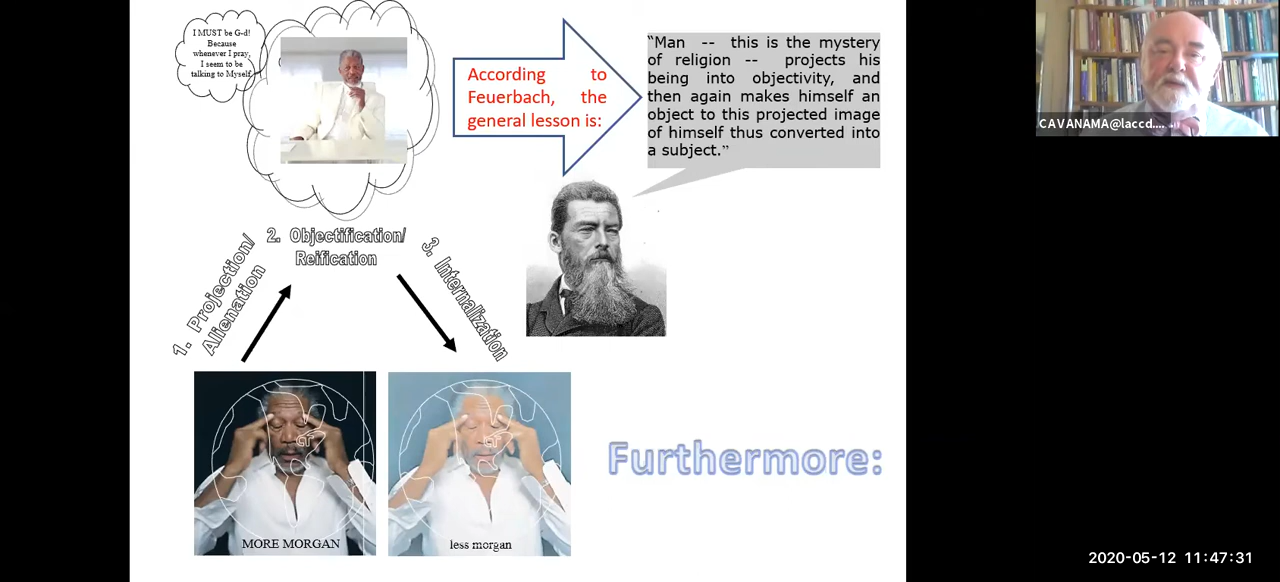 I MUST be G-d!
Because
whenever I pray,
I seem to be
talking to Myself.
According to
Feuerbach, the
general lesson is:
“Man -- this is the mystery
of religion -- projects his
being into objectivity, and
then again makes himself an
object to this projected image
of himself thus converted into
a subject.”
CAVANAMA@laccd....
1. Projection/
Alienation
2. Objectification/
Reification
3. Internalization
MORE MORGAN
less morgan
Furthermore:
2020-05-12 11:47:31